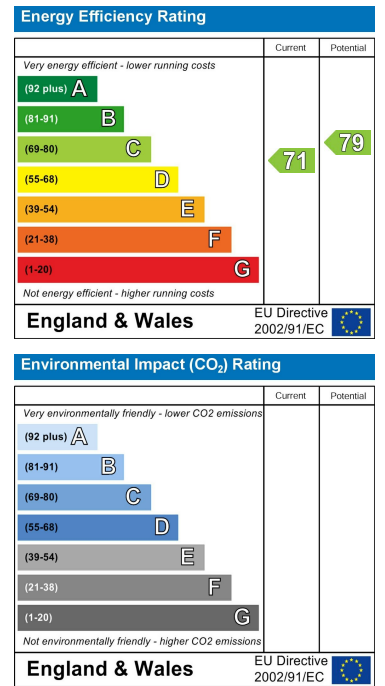 Energy Efficiency Rating
Current Potential
Very energy efficient - lower running costs
(92 plus) A
(81-91) B
(69-80) C
(55-68) D
(39-54) E
(21-38) F
(1-20) G
71
79
Not energy efficient - higher running costs
England & Wales
EU Directive
2002/91/EC
Environmental Impact (CO₂) Rating
Current Potential
Very environmentally friendly - lower CO2 emissions
(92 plus) A
(81-91) B
(69-80) C
(55-68) D
(39-54) E
(21-38) F
(1-20) G
Not environmentally friendly - higher CO2 emissions
England & Wales
EU Directive
2002/91/EC